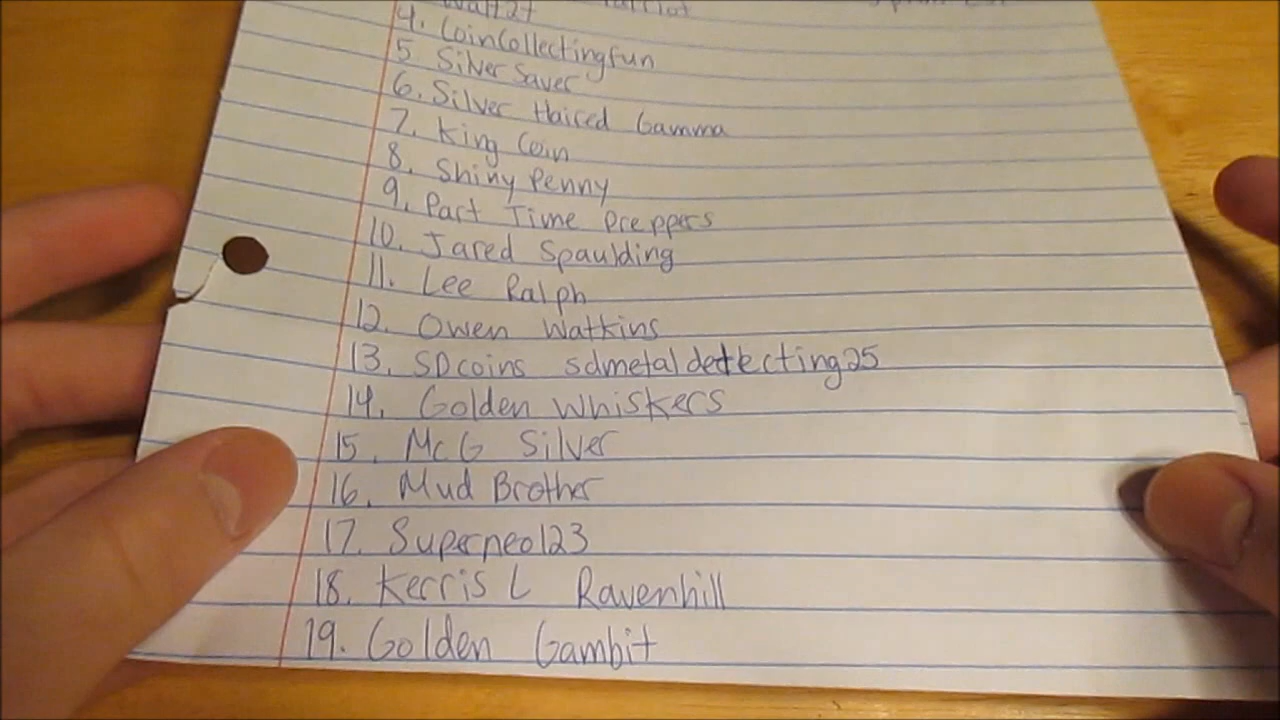 4. CoinCollectingfun
5 Silver Saver
6. Silver Haired Gamma
7. King Coin
8. Shiny Penny
9. Part Time Preppers
10. Jared Spaulding
11. Lee Ralph
12. Owen Watkins
13. SDcoins sdmetaldetecting25
14. Golden Whiskers
15. McG Silver
16. Mud Brother
17. Superneo123
18. Kerris L Ravenhill
19. Golden Gambit